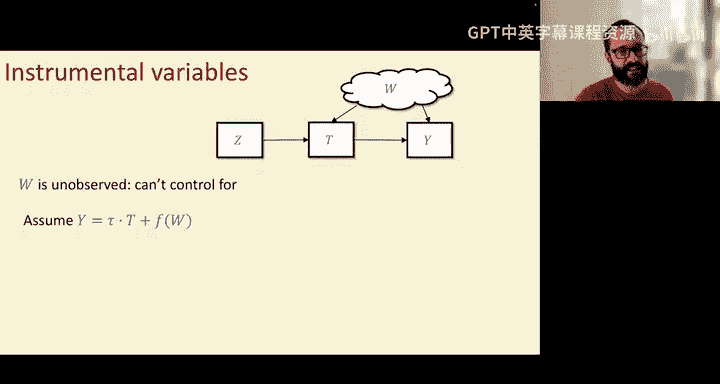 GPT中英字幕课程资源
Instrumental variables
W
Z
T
Y
W is unobserved: can't control for
Assume Y = τ · T + f(W)